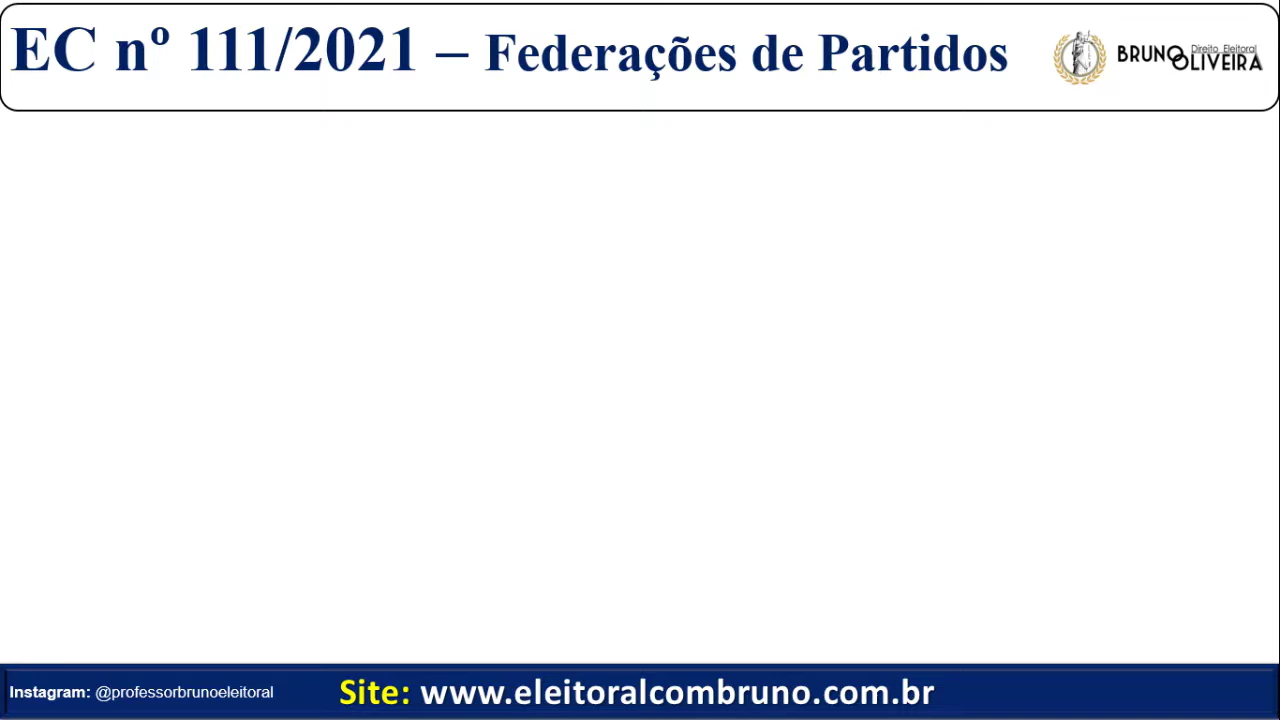 EC nº 111/2021 – Federações de Partidos
Direito Eleitoral
BRUNO OLIVEIRA
Instagram: @professorbrunoeleitoral
Site: www.eleitoralcombruno.com.br